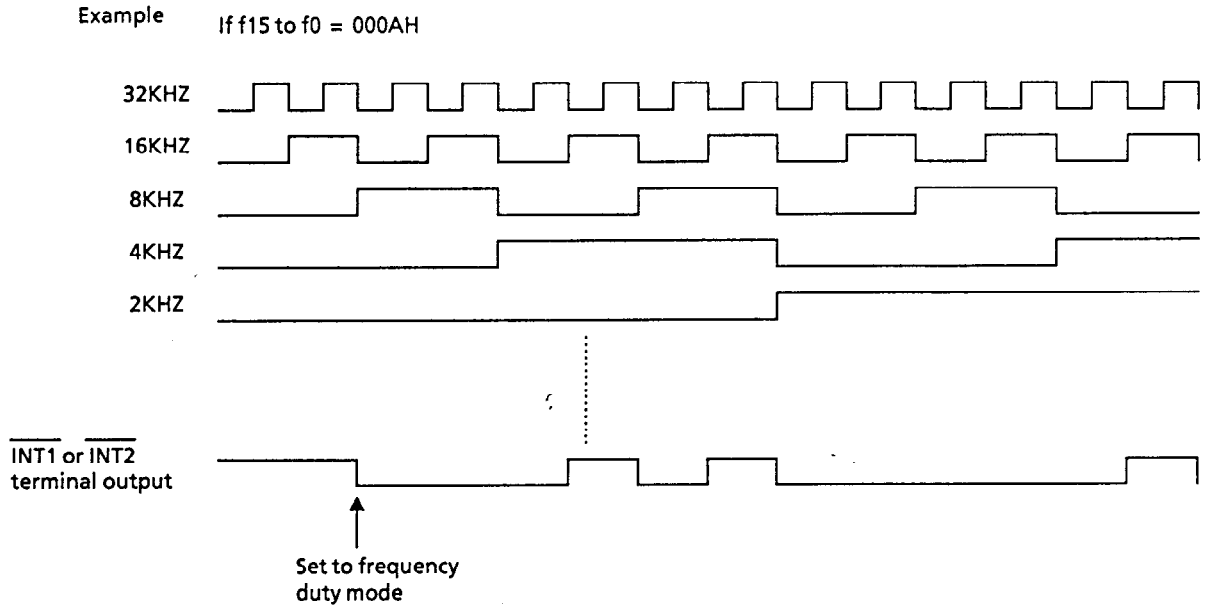 Example
If f15 to f0 = 000AH
32KHZ
16KHZ
8KHZ
4KHZ
2KHZ
INT1 or INT2
terminal output
Set to frequency
duty mode